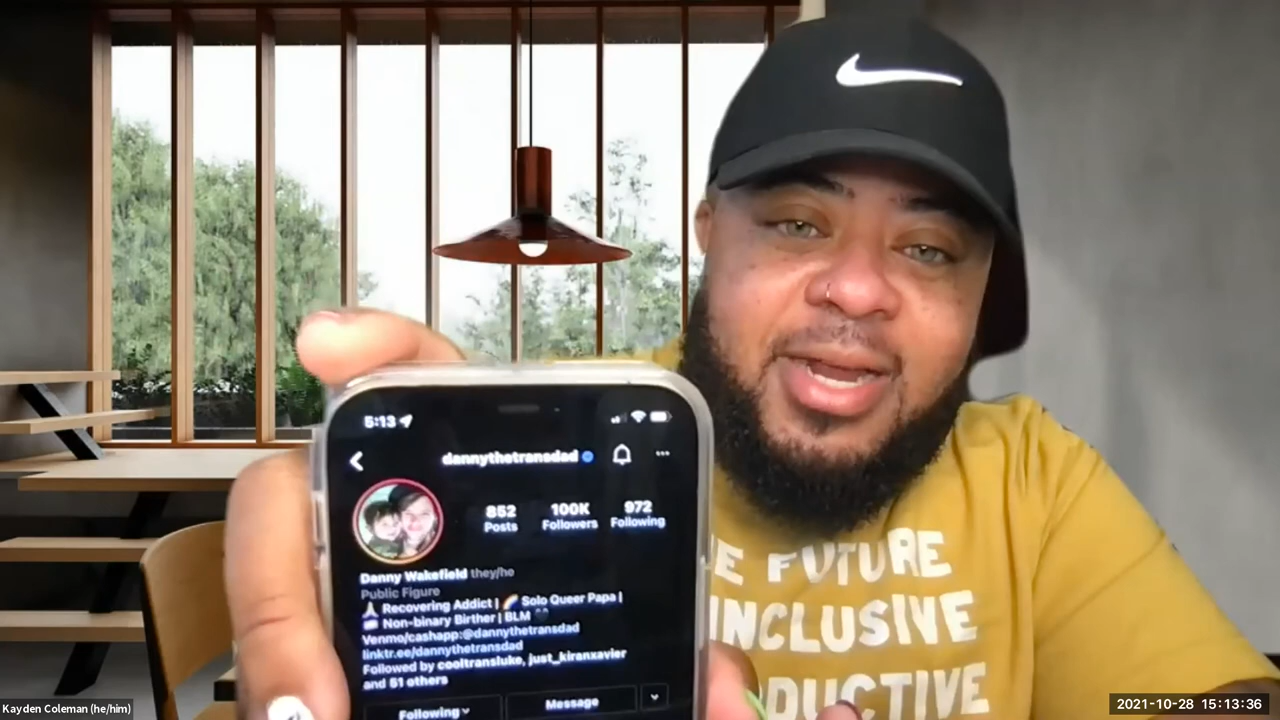 5:13
dannythetransdad
852
100K
972
Posts
Followers
Following
Danny Wakefield they/he
Public Figure
Recovering Addict | 🌈 Solo Queer Papa |
Non-binary Birther | BLM
Venmo/cashapp:@dannythetransdad
linktr.ee/dannythetransdad
Followed by cooltransluke, just_kiranxavier
and 51 others
Following
Message
E FUTURE
INCLUSIVE
DUCTIVE
Kayden Coleman (he/him)
2021-10-28 15:13:36